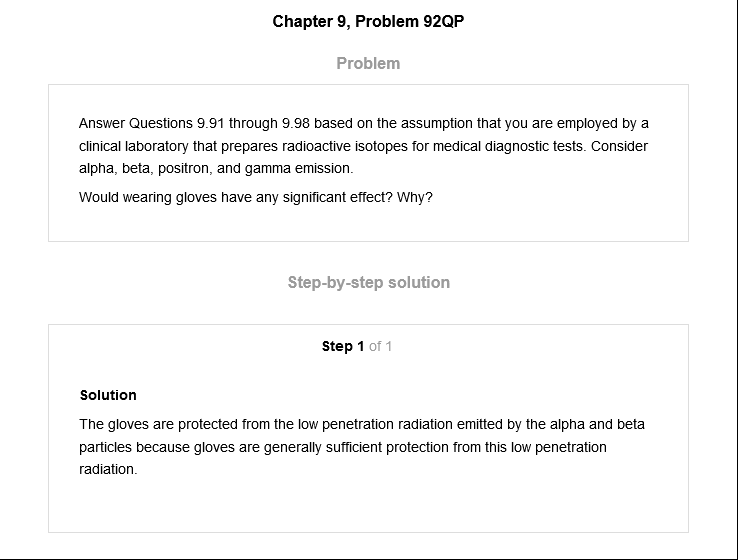 Chapter 9, Problem 92QP
Problem
Answer Questions 9.91 through 9.98 based on the assumption that you are employed by a
clinical laboratory that prepares radioactive isotopes for medical diagnostic tests. Consider
alpha, beta, positron, and gamma emission.
Would wearing gloves have any significant effect? Why?
Step-by-step solution
Step 1 of 1
Solution
The gloves are protected from the low penetration radiation emitted by the alpha and beta
particles because gloves are generally sufficient protection from this low penetration
radiation.